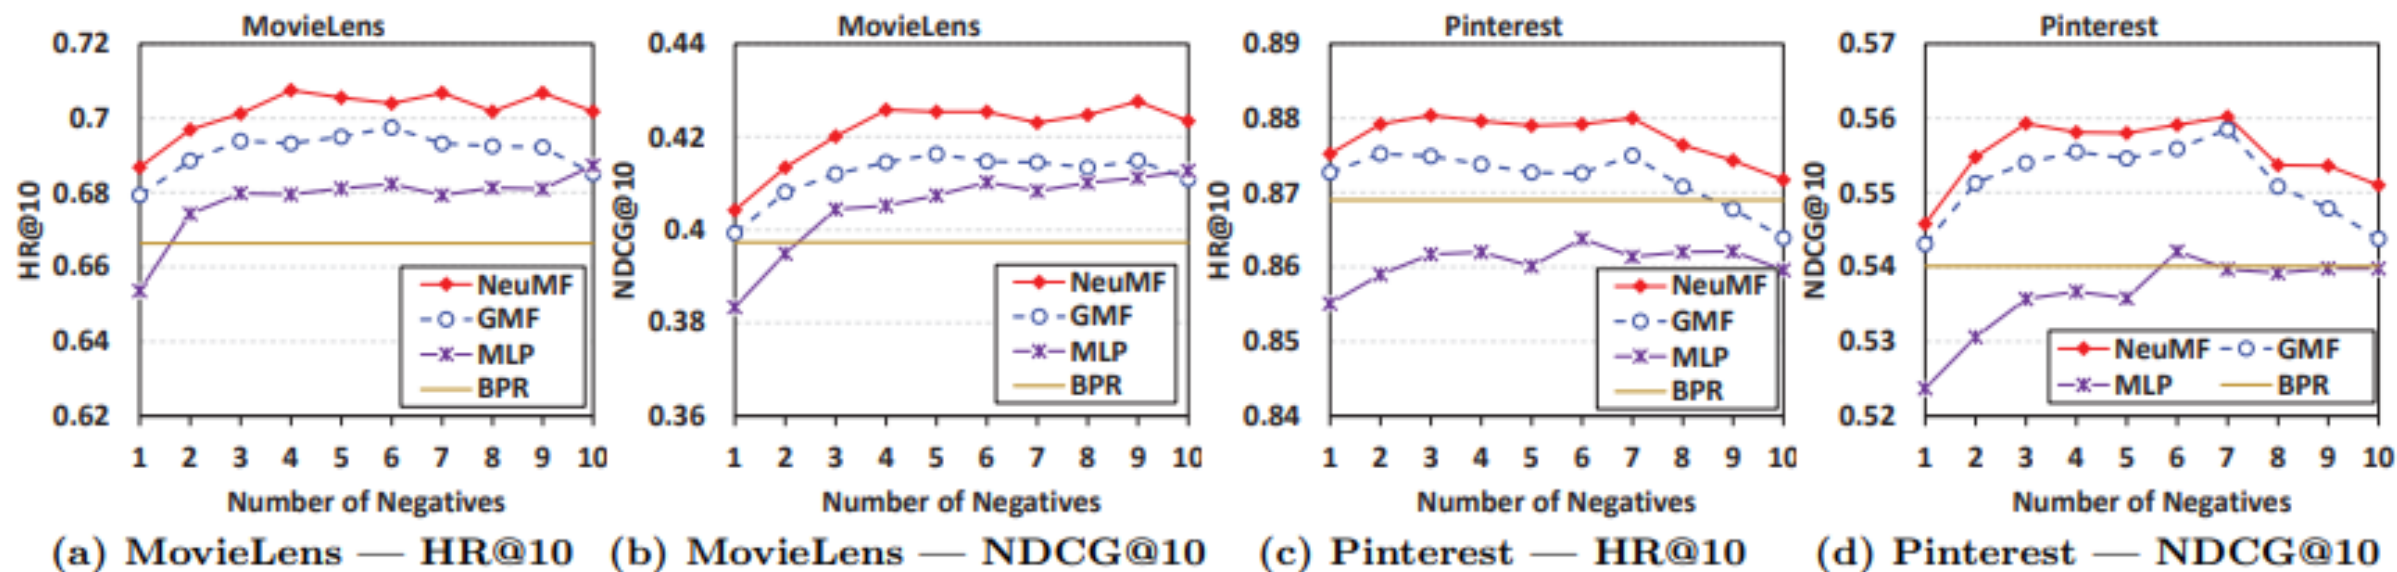 MovieLens
0.72
0.7
0.68
0.66
0.64
0.62
HR@10
NeuMF
GMF
MLP
BPR
1 2 3 4 5 6 7 8 9 10
Number of Negatives
(a) MovieLens — HR@10
MovieLens
0.44
0.42
0.4
0.38
0.36
NDCG@10
NeuMF
GMF
MLP
BPR
1 2 3 4 5 6 7 8 9 10
Number of Negatives
(b) MovieLens — NDCG@10
Pinterest
0.89
0.88
0.87
0.86
0.85
0.84
HR@10
NeuMF
GMF
MLP
BPR
1 2 3 4 5 6 7 8 9 10
Number of Negatives
(c) Pinterest — HR@10
Pinterest
0.57
0.56
0.55
0.54
0.53
0.52
NDCG@10
NeuMF GMF
MLP BPR
1 2 3 4 5 6 7 8 9 10
Number of Negatives
(d) Pinterest — NDCG@10